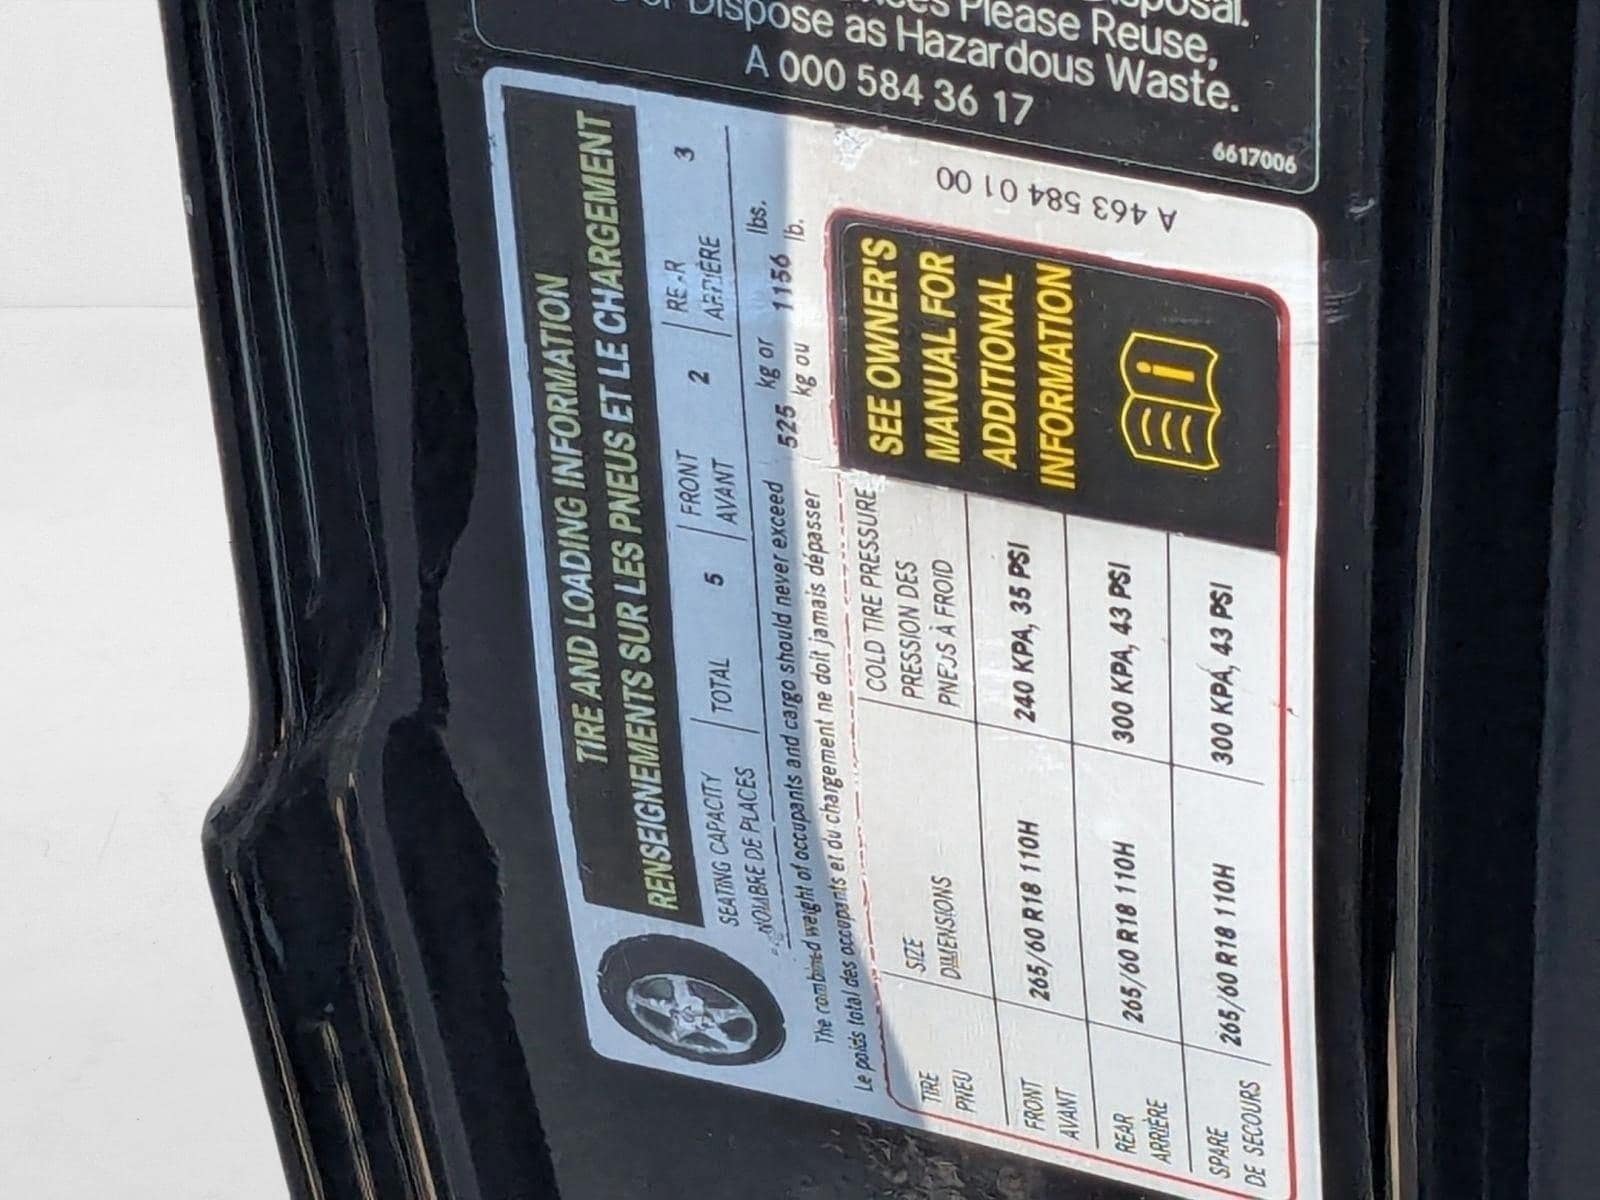 Disposal.
Please Reuse,
or Dispose as Hazardous Waste.
A 000 584 36 17
6617006
TIRE AND LOADING INFORMATION
RENSEIGNEMENTS SUR LES PNEUS ET LE CHARGEMENT
SEATING CAPACITY TOTAL 5 FRONT 2 REAR 3
NOMBRE DE PLACES AVANT ARRIÈRE
The combined weight of occupants and cargo should never exceed 525 kg or 1156 lbs.
Le poids total des occupants et du chargement ne doit jamais dépasser kg ou lb.
TIRE SIZE COLD TIRE PRESSURE
PNEU DIMENSIONS PRESSION DES
PNEUS À FROID
FRONT 265/60 R18 110H 240 KPA, 35 PSI
AVANT
REAR 265/60 R18 110H 300 KPA, 43 PSI
ARRIÈRE
SPARE 265/60 R18 110H 300 KPA, 43 PSI
DE SECOURS
SEE OWNER'S
MANUAL FOR
ADDITIONAL
INFORMATION
i
A 463 584 01 00